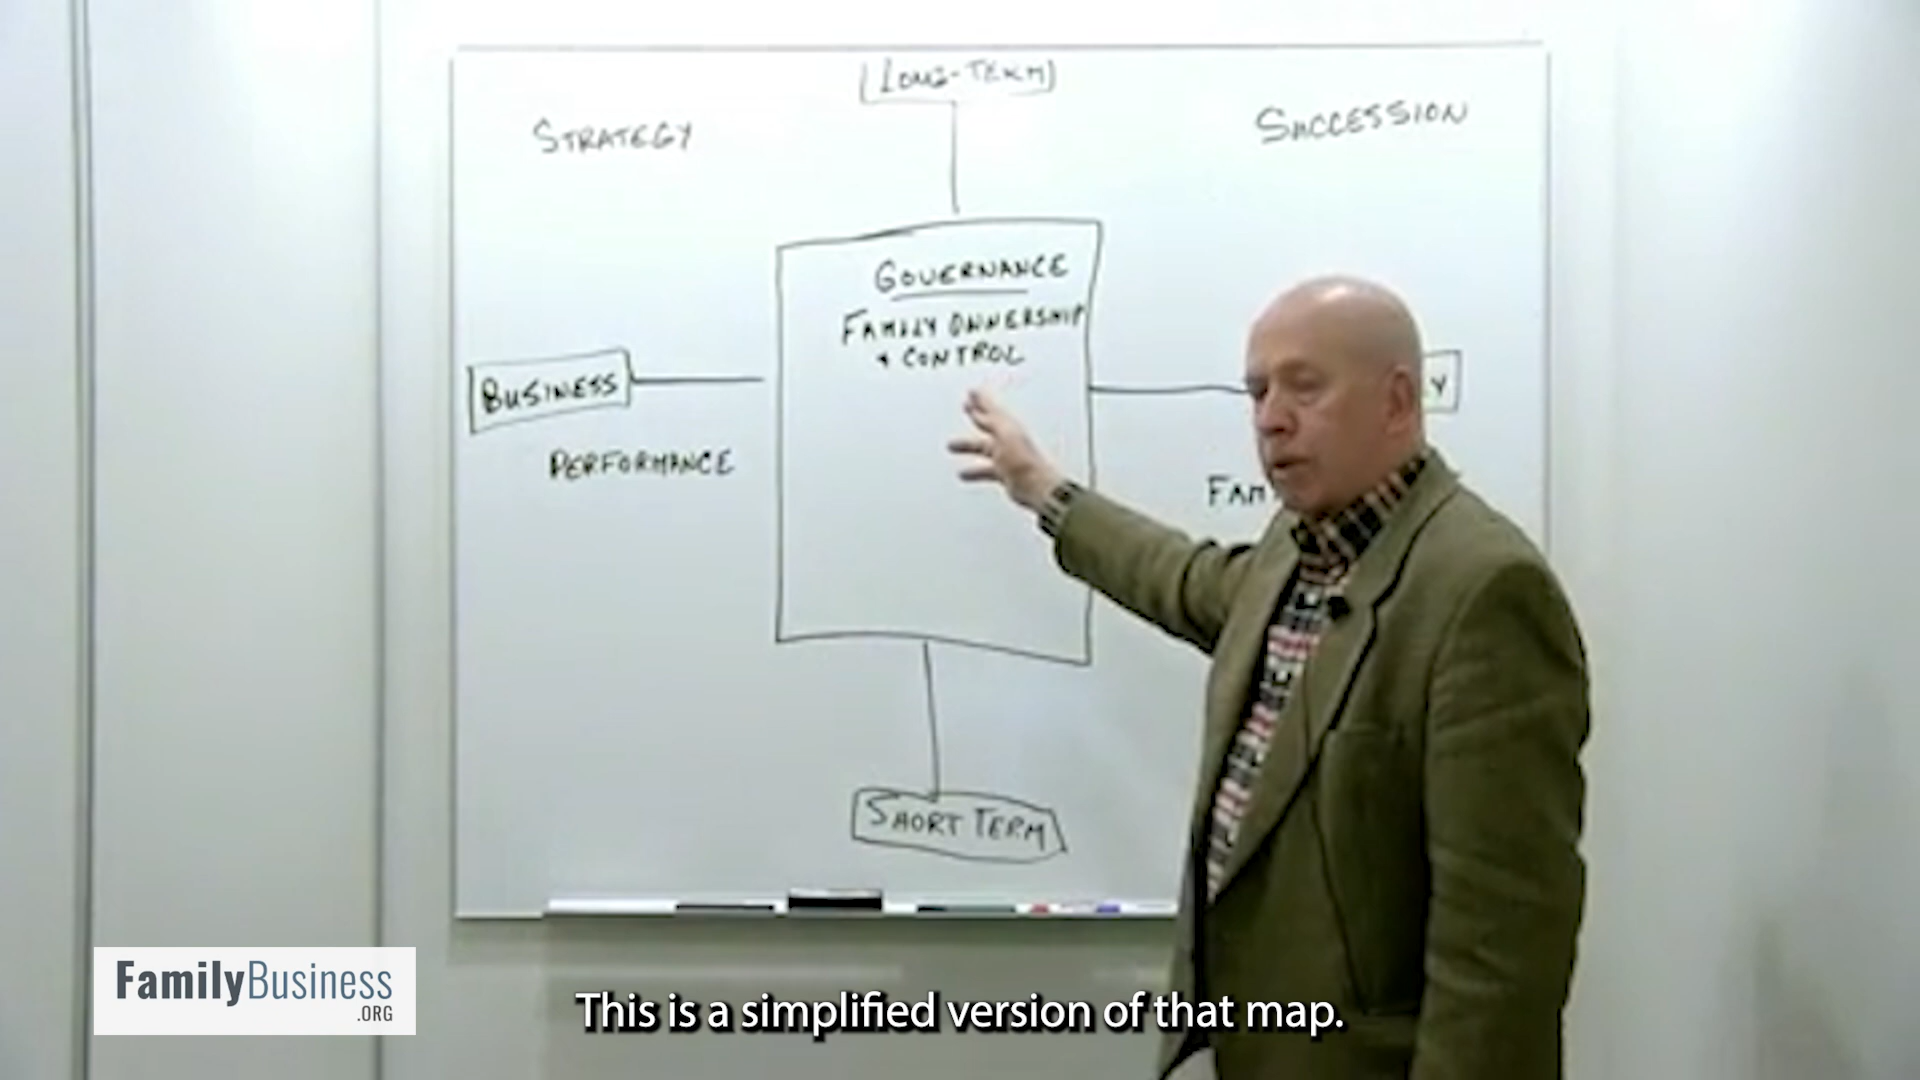 (LONG-TERM)
STRATEGY
SUCCESSION
GOVERNANCE
FAMILY OWNERSHIP
+ CONTROL
BUSINESS
Y
PERFORMANCE
FAM
SHORT TERM
FamilyBusiness
.ORG
This is a simplified version of that map.